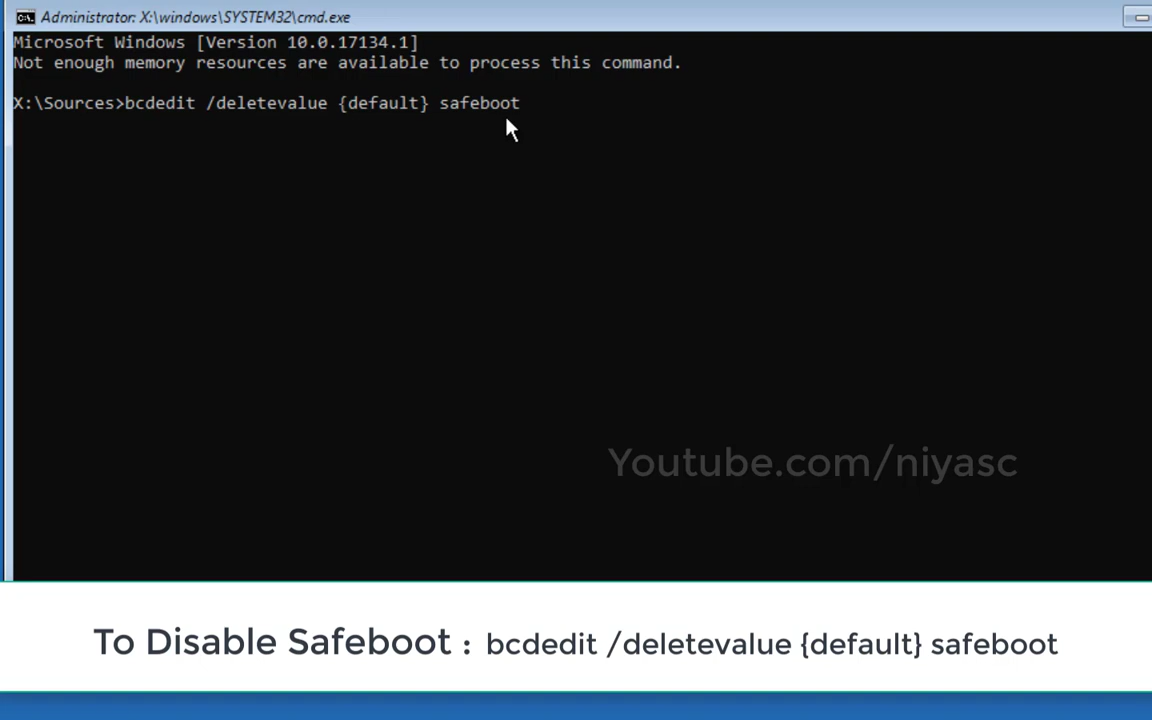 Administrator: X:\windows\SYSTEM32\cmd.exe
Microsoft Windows [Version 10.0.17134.1]
Not enough memory resources are available to process this command.
X:\Sources>bcdedit /deletevalue {default} safeboot
Youtube.com/niyasc
To Disable Safeboot : bcdedit /deletevalue {default} safeboot